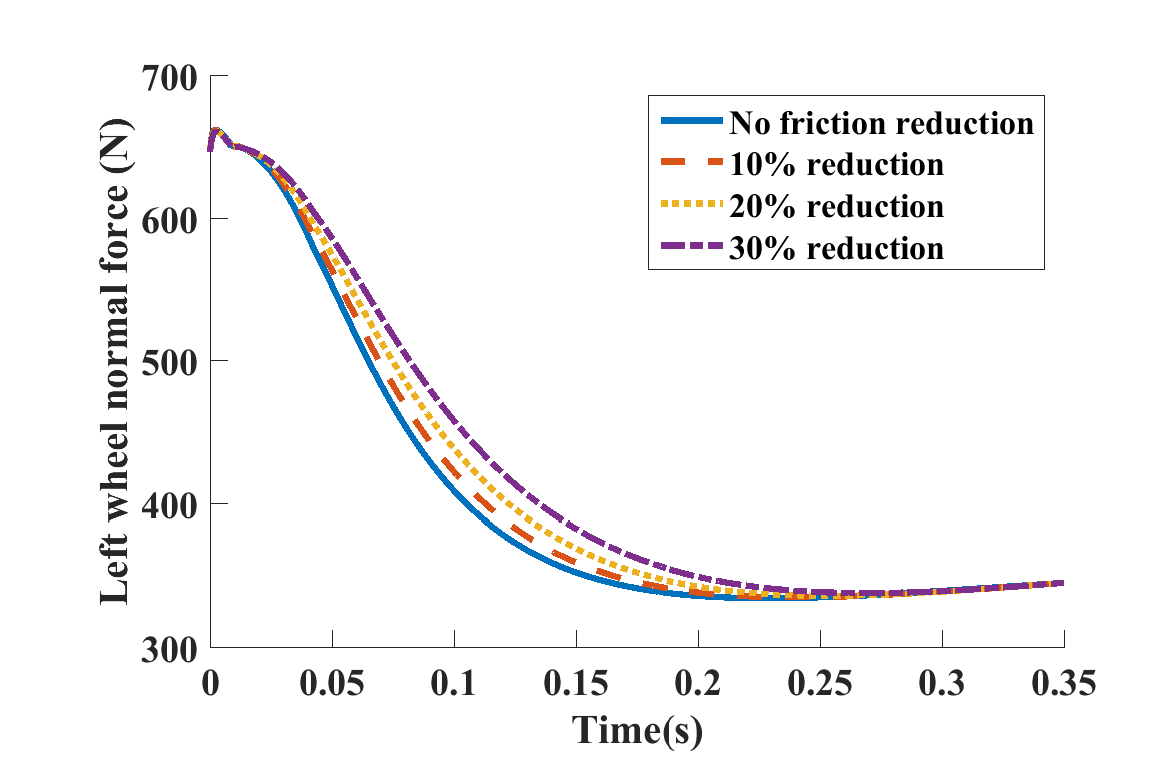 700
600
500
400
300
Left wheel normal force (N)
No friction reduction
10% reduction
20% reduction
30% reduction
0
0.05
0.1
0.15
0.2
0.25
0.3
0.35
Time(s)